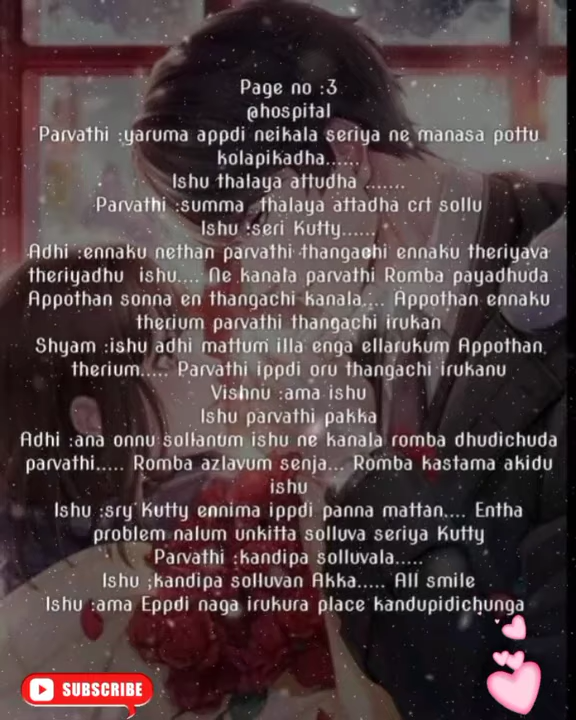 Page no :3
@hospital
Parvathi :yaruma appdi neikala seriya ne manasa pottu
kolapikadha......
Ishu thalaya attudha .......
Parvathi :summa thalaya attadha crt sollu
Ishu :seri Kutty......
Adhi :ennaku nethan parvathi thangachi ennaku theriyava
theriyadhu ishu.... Ne kanala parvathi Romba payadhuda
Appothan sonna en thangachi kanala.... Appothan ennaku
therium parvathi thangachi irukan
Shyam :ishu adhi mattum illa enga ellarukum Appothan
therium..... Parvathi ippdi oru thangachi irukanu
Vishnu :ama ishu
Ishu parvathi pakka
Adhi :ana onnu sollanum ishu ne kanala romba dhudichuda
parvathi..... Romba azlavum senja... Romba kastama akidu
ishu
Ishu :sry Kutty ennima ippdi panna mattan.... Entha
problem nalum unkitta solluva seriya Kutty
Parvathi :kandipa solluvala.....
Ishu ;kandipa solluvan Akka..... All smile
Ishu :ama Eppdi naga irukura place kandupidichunga
SUBSCRIBE